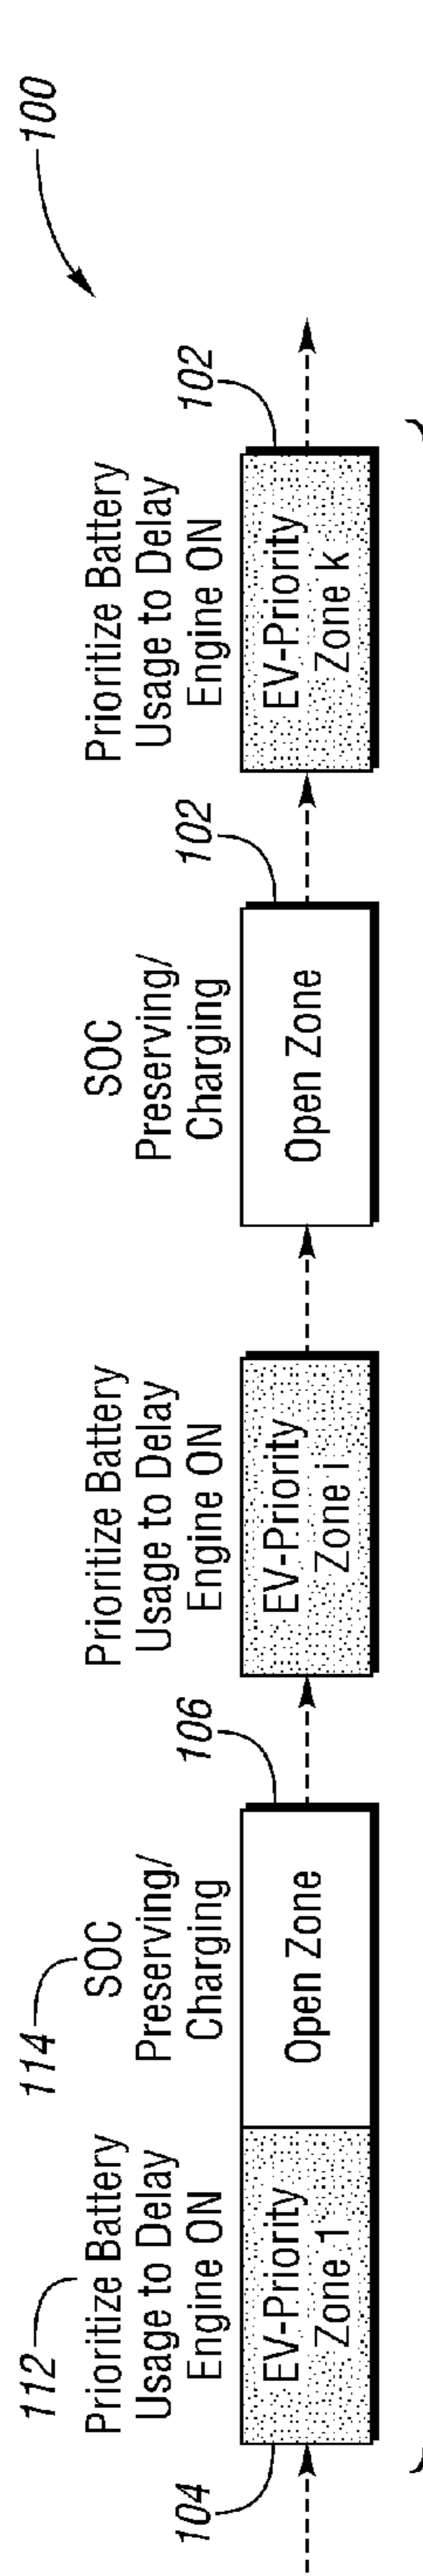 100
112
Prioritize Battery
Usage to Delay
Engine ON
104
EV-Priority
Zone 1
114
SOC
Preserving/
Charging
106
Open Zone
Prioritize Battery
Usage to Delay
Engine ON
EV-Priority
Zone i
SOC
Preserving/
Charging
102
Open Zone
Prioritize Battery
Usage to Delay
Engine ON
102
EV-Priority
Zone k